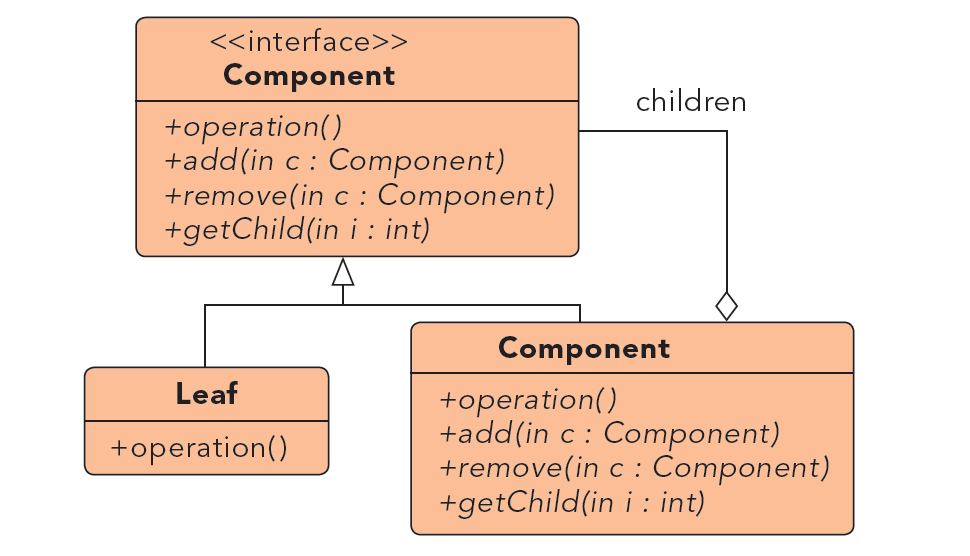 <<interface>>
Component
+operation()
+add(in c : Component)
+remove(in c : Component)
+getChild(in i : int)
children
Leaf
+operation()
Component
+operation()
+add(in c : Component)
+remove(in c : Component)
+getChild(in i : int)